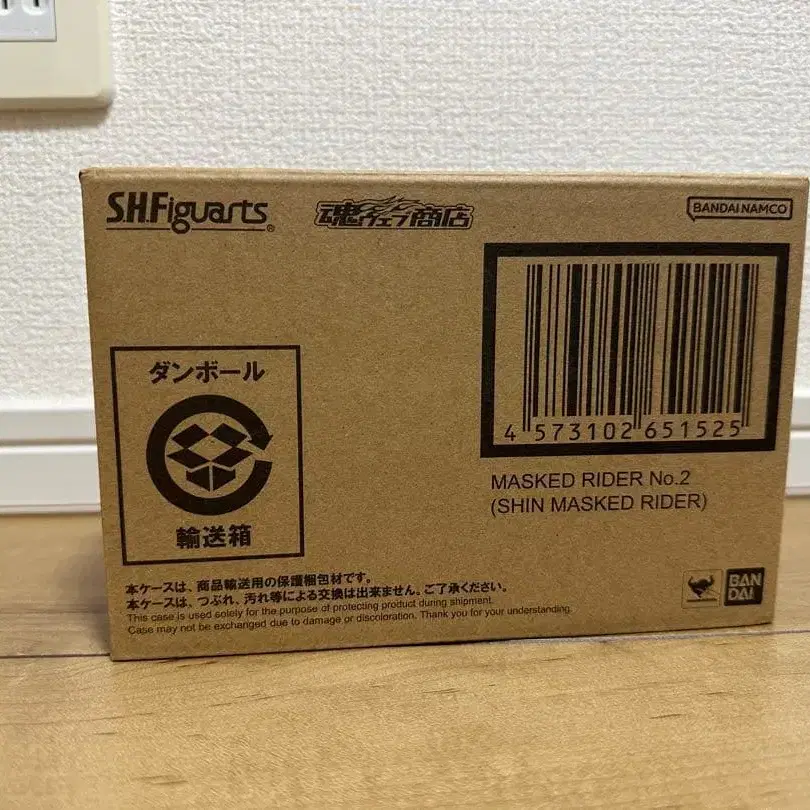 S.H.Figuarts®
魂ウェブ商店
BANDAI NAMCO
4 573102 651525
MASKED RIDER No.2
(SHIN MASKED RIDER)
ダンボール
輸送箱
本ケースは、商品輸送用の保護梱包材です。
本ケースは、つぶれ、汚れ等による交換は出来ません。ご了承ください。
This case is used solely for the purpose of protecting product during shipment.
Case may not be exchanged due to damage or discoloration. Thank you for your understanding.
BAN
DAI